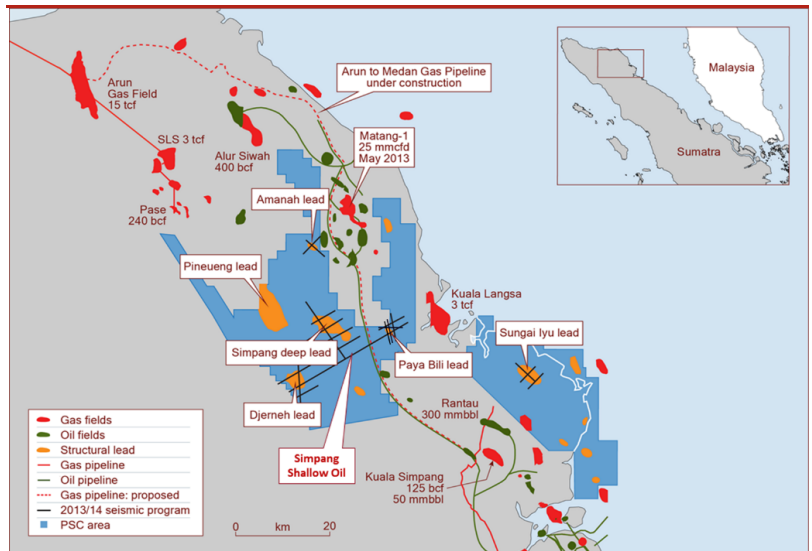 Arun to Medan Gas Pipeline
under construction
Malaysia
Sumatra
Arun
Gas Field
15 tcf
SLS 3 tcf
Alur Siwah
400 bcf
Matang-1
25 mmcfd
May 2013
Pase
240 bcf
Amanah lead
Pineueng lead
Kuala Langsa
3 tcf
Sungai Iyu lead
Simpang deep lead
Paya Bili lead
Djerneh lead
Rantau
300 mmbbl
Simpang
Shallow Oil
Kuala Simpang
125 bcf
50 mmbbl
Gas fields
Oil fields
Structural lead
Gas pipeline
Oil pipeline
Gas pipeline: proposed
2013/14 seismic program
PSC area
0 km 20